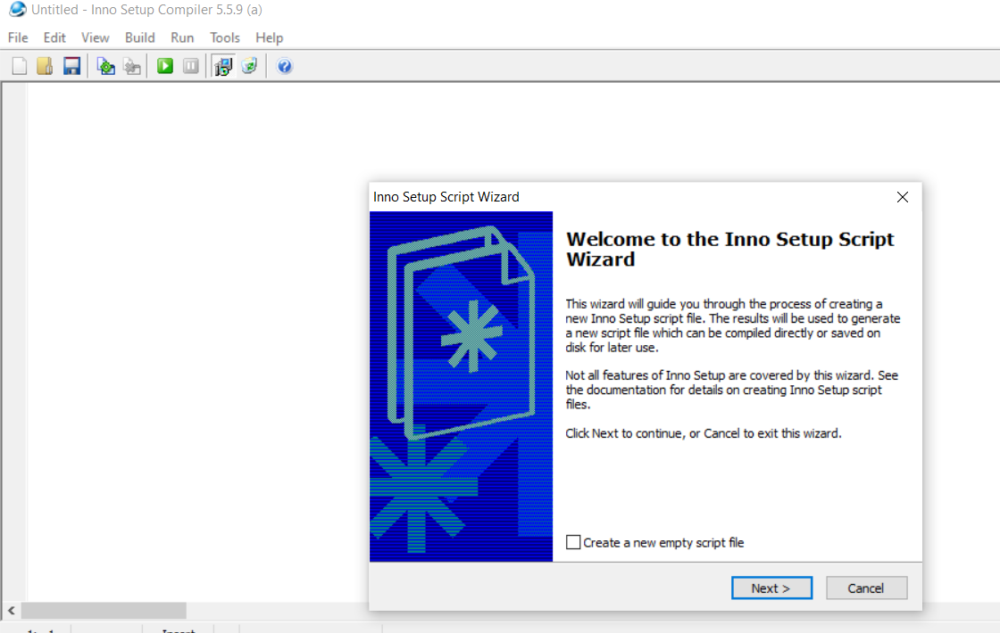 Untitled - Inno Setup Compiler 5.5.9 (a)
File Edit View Build Run Tools Help
Inno Setup Script Wizard
Welcome to the Inno Setup Script
Wizard
This wizard will guide you through the process of creating a
new Inno Setup script file. The results will be used to generate
a new script file which can be compiled directly or saved on
disk for later use.
Not all features of Inno Setup are covered by this wizard. See
the documentation for details on creating Inno Setup script
files.
Click Next to continue, or Cancel to exit this wizard.
Create a new empty script file
Next > Cancel
1: 1 Insert